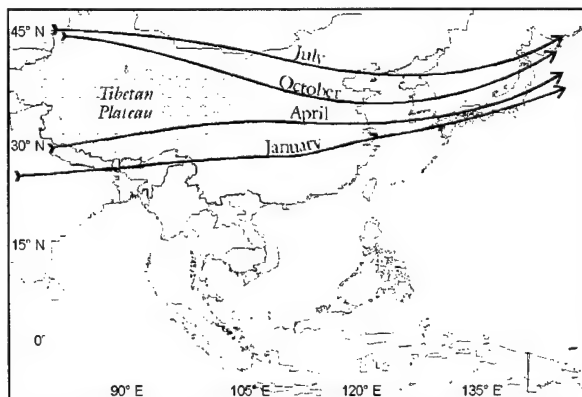 45° N
July
October
Tibetan
Plateau
April
30° N
January
15° N
0°
90° E
105° E
120° E
135° E